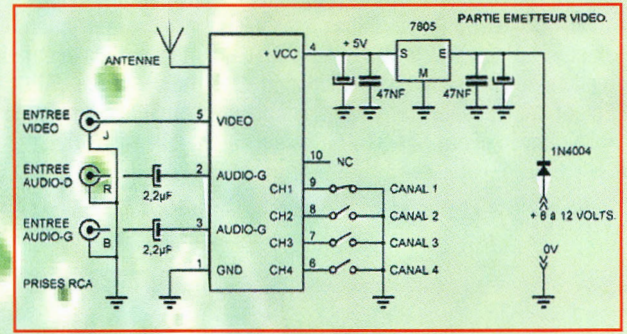 PARTIE EMETTEUR VIDEO.
7805
ANTENNE
+ VCC
4
+ 5V
S
E
M
47NF
47NF
ENTREE
VIDEO
J
5
VIDEO
10
NC
1N4004
ENTREE
AUDIO-D
R
2,2µF
2
AUDIO-G
CH1
9
CANAL 1
CH2
8
CANAL 2
+ 8 à 12 VOLTS.
ENTREE
AUDIO-G
B
2,2µF
3
AUDIO-G
CH3
7
CANAL 3
0V
1
GND
CH4
6
CANAL 4
PRISES RCA